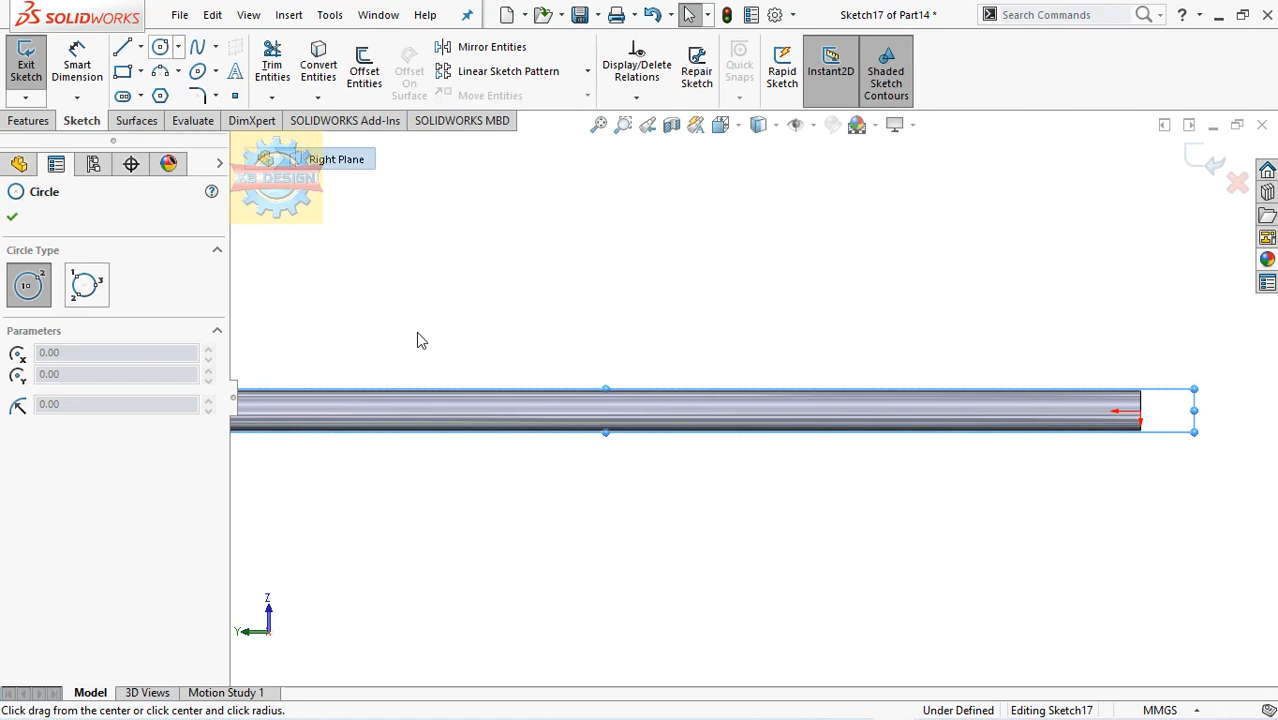 SOLIDWORKS
File
Edit
View
Insert
Tools
Window
Help
Sketch17 of Part14 *
Search Commands
Exit Sketch
Smart Dimension
Trim Entities
Convert Entities
Offset Entities
Offset On Surface
Mirror Entities
Linear Sketch Pattern
Move Entities
Display/Delete Relations
Repair Sketch
Quick Snaps
Rapid Sketch
Instant2D
Shaded Sketch Contours
Features
Sketch
Surfaces
Evaluate
DimXpert
SOLIDWORKS Add-Ins
SOLIDWORKS MBD
Right Plane
KB DESIGN
Circle
Circle Type
Parameters
0.00
0.00
0.00
Z
Y
Model
3D Views
Motion Study 1
Click drag from the center or click and click radius.
Under Defined
Editing Sketch17
MMGS